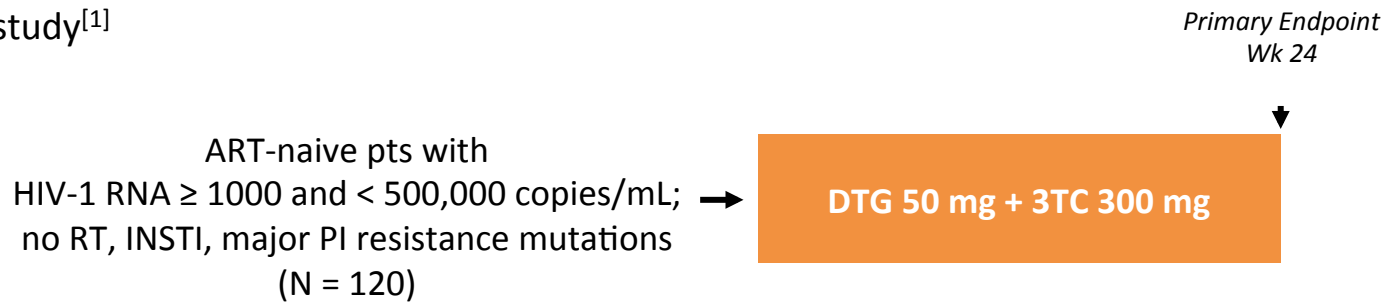 study[1]
Primary Endpoint
Wk 24
ART-naive pts with
HIV-1 RNA ≥ 1000 and < 500,000 copies/mL;
no RT, INSTI, major PI resistance mutations
(N = 120)
DTG 50 mg + 3TC 300 mg